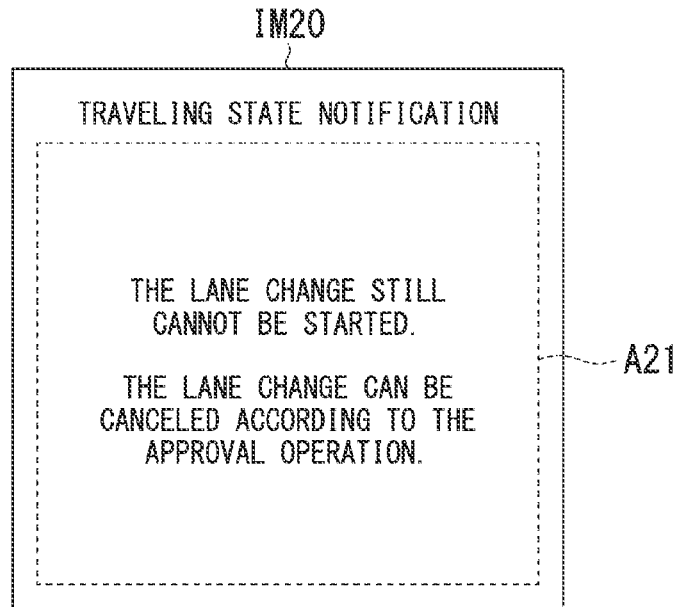 IM20
TRAVELING STATE NOTIFICATION
THE LANE CHANGE STILL
CANNOT BE STARTED.
A21
THE LANE CHANGE CAN BE
CANCELED ACCORDING TO THE
APPROVAL OPERATION.